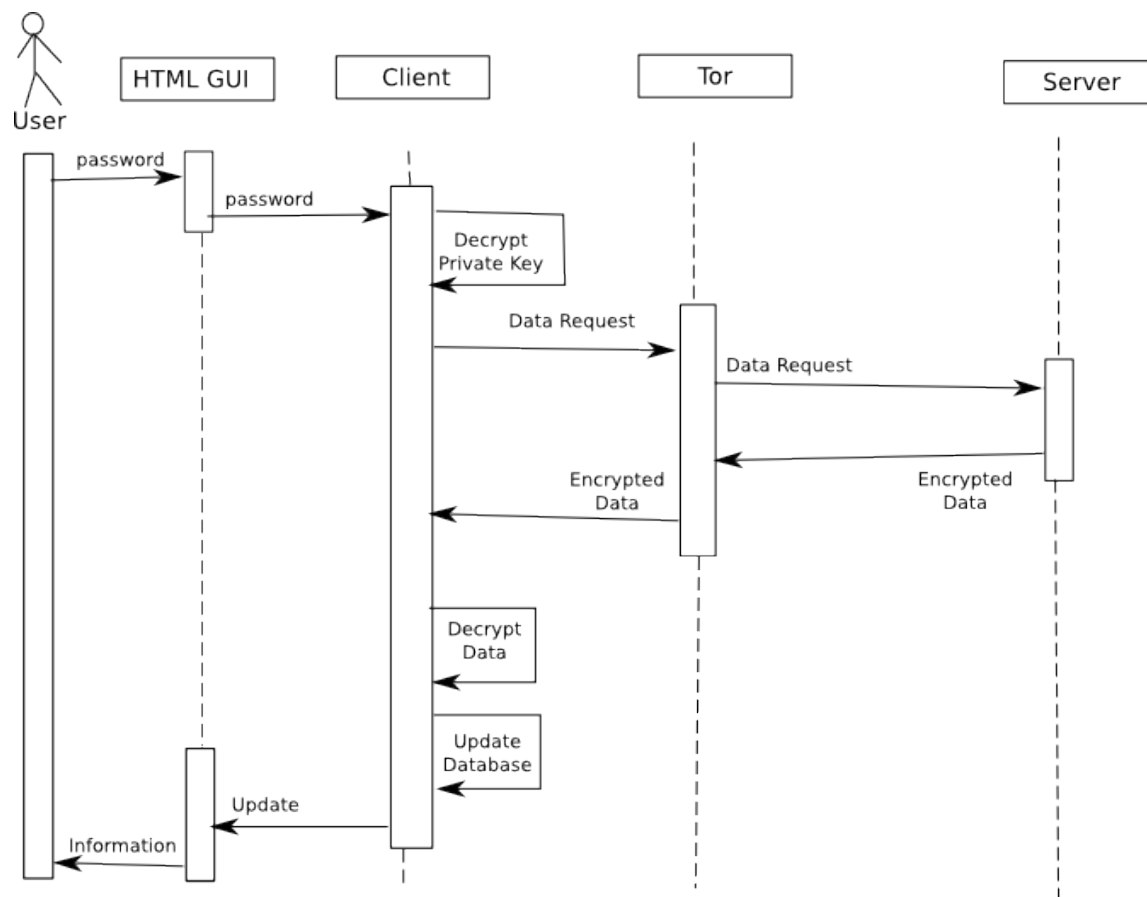 User
HTML GUI
Client
Tor
Server
password
password
Decrypt
Private Key
Data Request
Data Request
Encrypted
Data
Encrypted
Data
Decrypt
Data
Update
Database
Update
Information